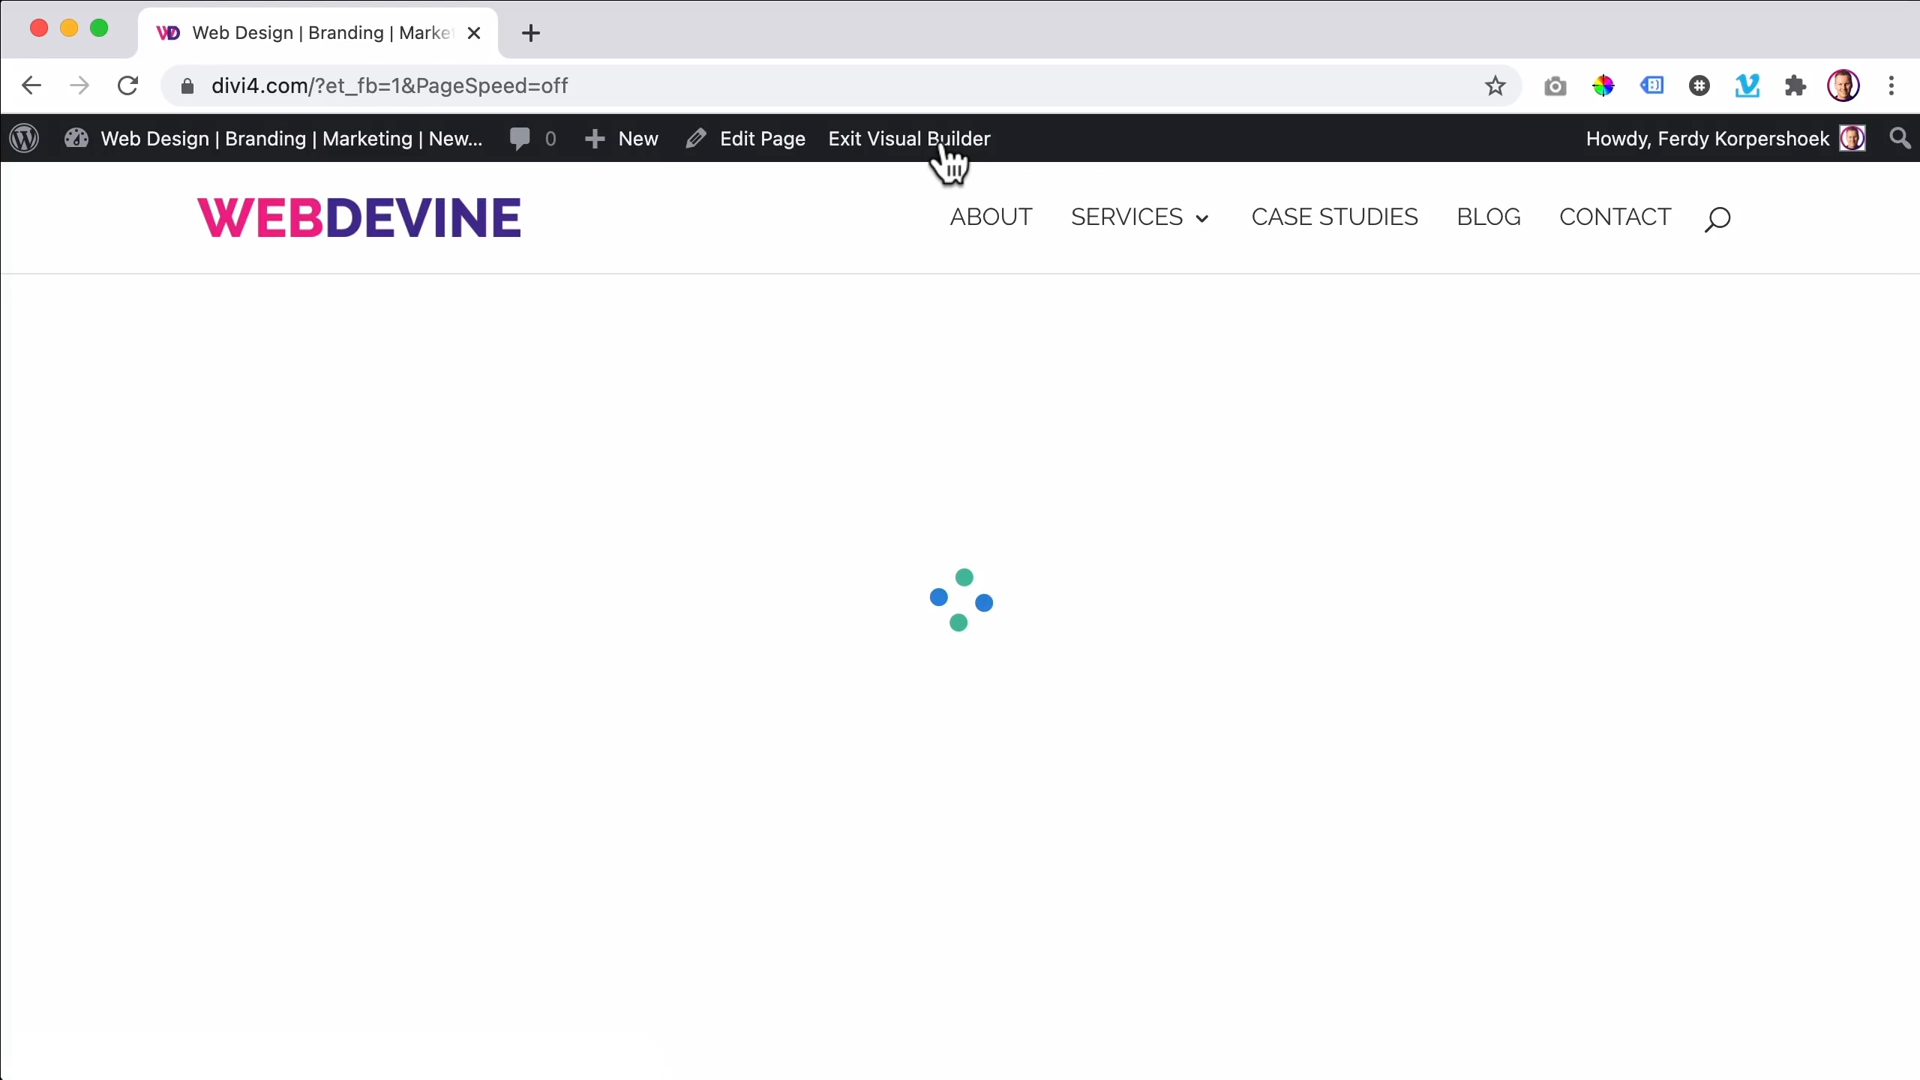 Web Design | Branding | Marke
divi4.com/?et_fb=1&PageSpeed=off
Web Design | Branding | Marketing | New... 0 New Edit Page Exit Visual Builder Howdy, Ferdy Korpershoek
WEBDEVINE ABOUT SERVICES CASE STUDIES BLOG CONTACT